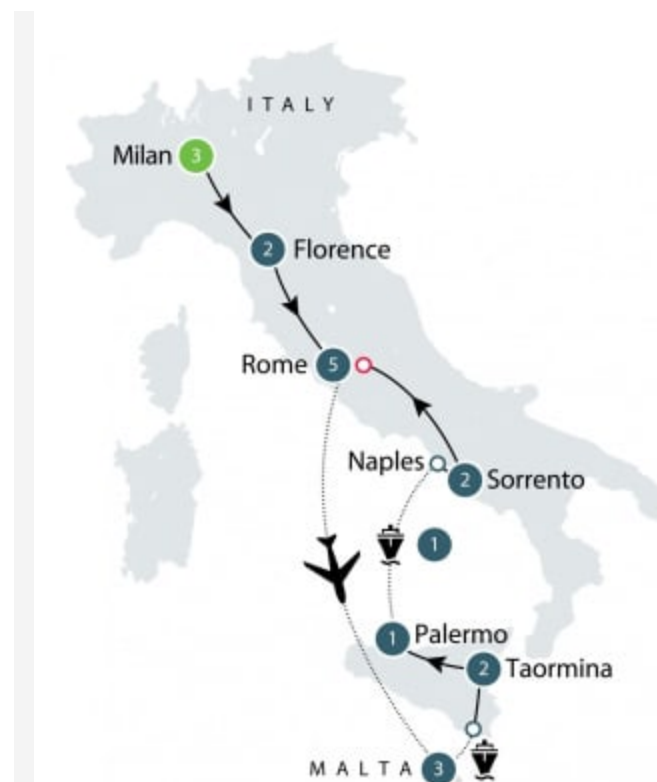 ITALY
Milan 3
2 Florence
Rome 5
Naples
2 Sorrento
1
1 Palermo
2 Taormina
MALTA 3